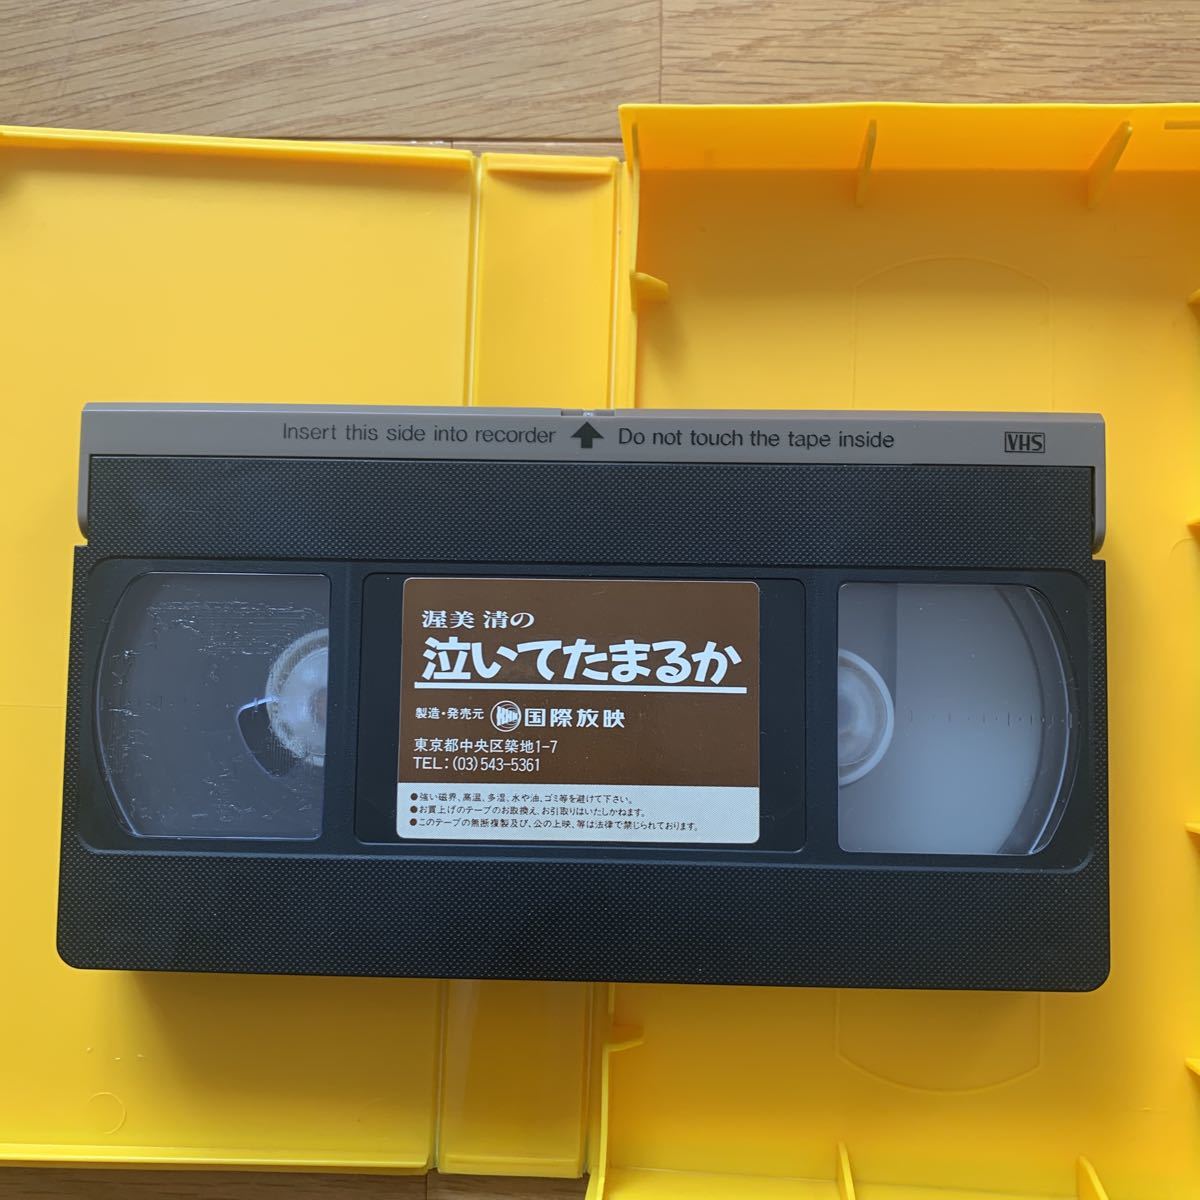 Insert this side into recorder Do not touch the tape inside VHS
渥美 清の
泣いてたまるか
製造・発売元 国際放映
東京都中央区築地1-7
TEL:(03)543-5361
●強い磁界、高温、多湿、水や油、ゴミ等を避けて下さい。
●お買上げのテープのお取換え、お引取りはいたしかねます。
●このテープの無断複製及び、公の上映、等は法律で禁じられております。